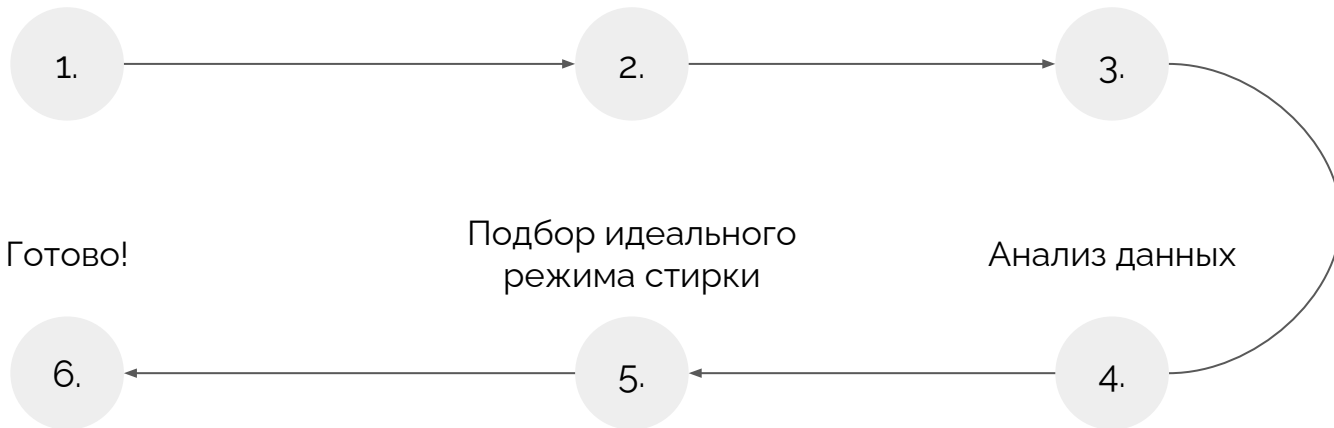 1.
2.
3.
Готово!
Подбор идеального
режима стирки
Анализ данных
6.
5.
4.